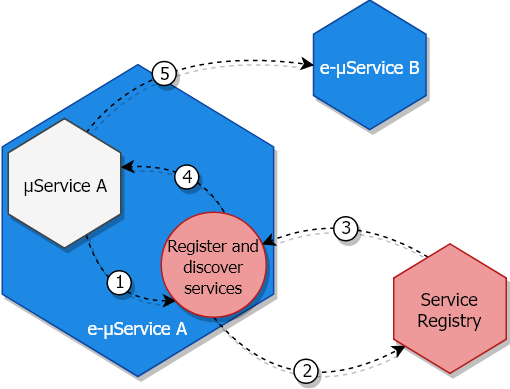 5
e-µService B
µService A
4
Register and
discover
services
3
1
e-µService A
Service
Registry
2